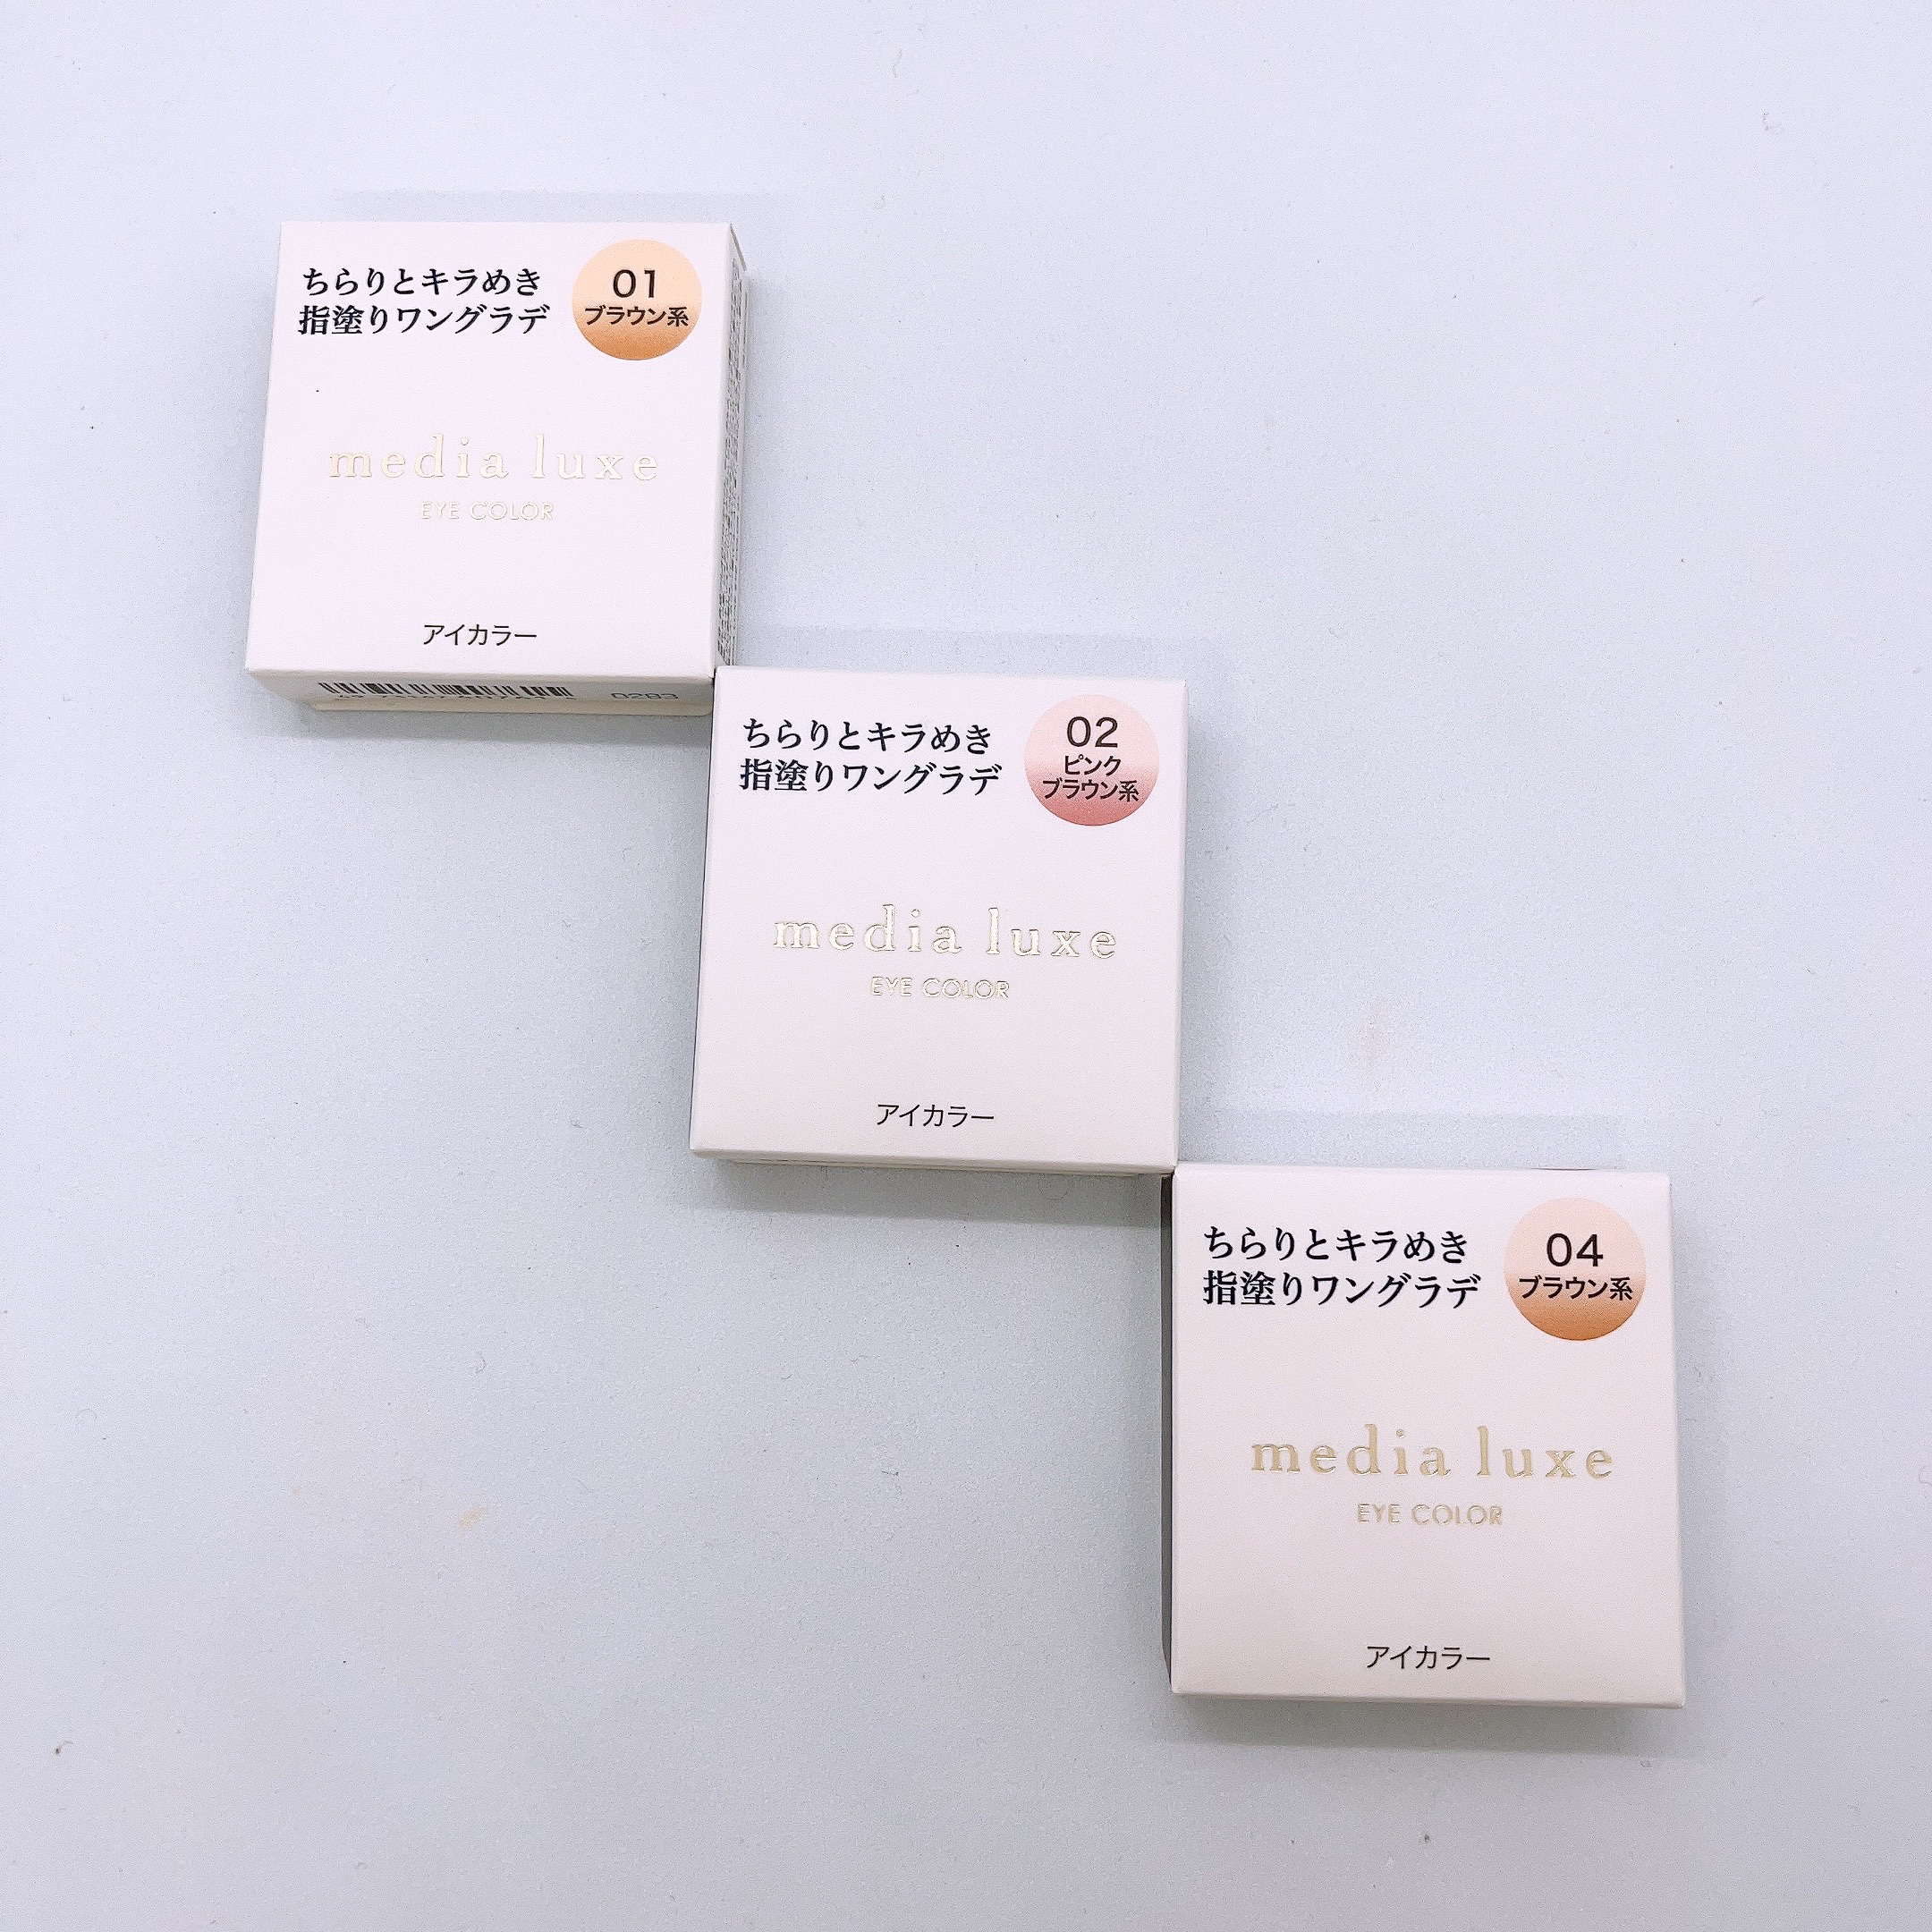 ちらりとキラめき
指塗りワングラデ
01
ブラウン系
media luxe
EYE COLOR
アイカラー
0283
ちらりとキラめき
指塗りワングラデ
02
ピンク
ブラウン系
media luxe
EYE COLOR
アイカラー
ちらりとキラめき
指塗りワングラデ
04
ブラウン系
media luxe
EYE COLOR
アイカラー